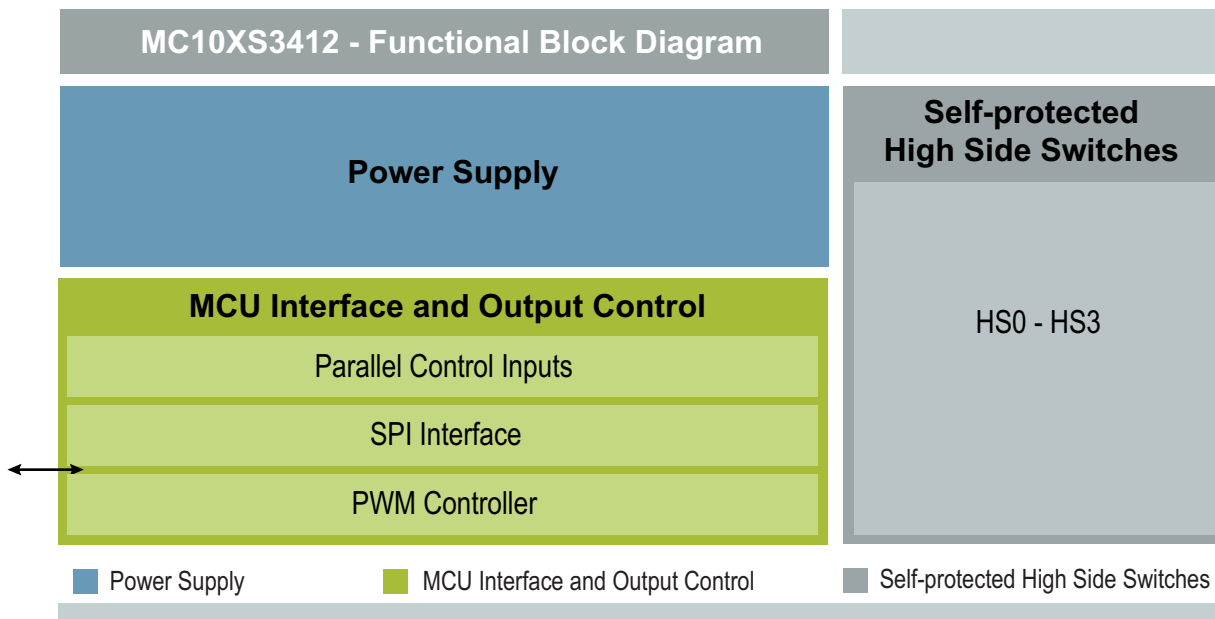 MC10XS3412 - Functional Block Diagram
Power Supply
MCU Interface and Output Control
Parallel Control Inputs
SPI Interface
PWM Controller
Self-protected
High Side Switches
HS0 - HS3
Power Supply
MCU Interface and Output Control
Self-protected High Side Switches